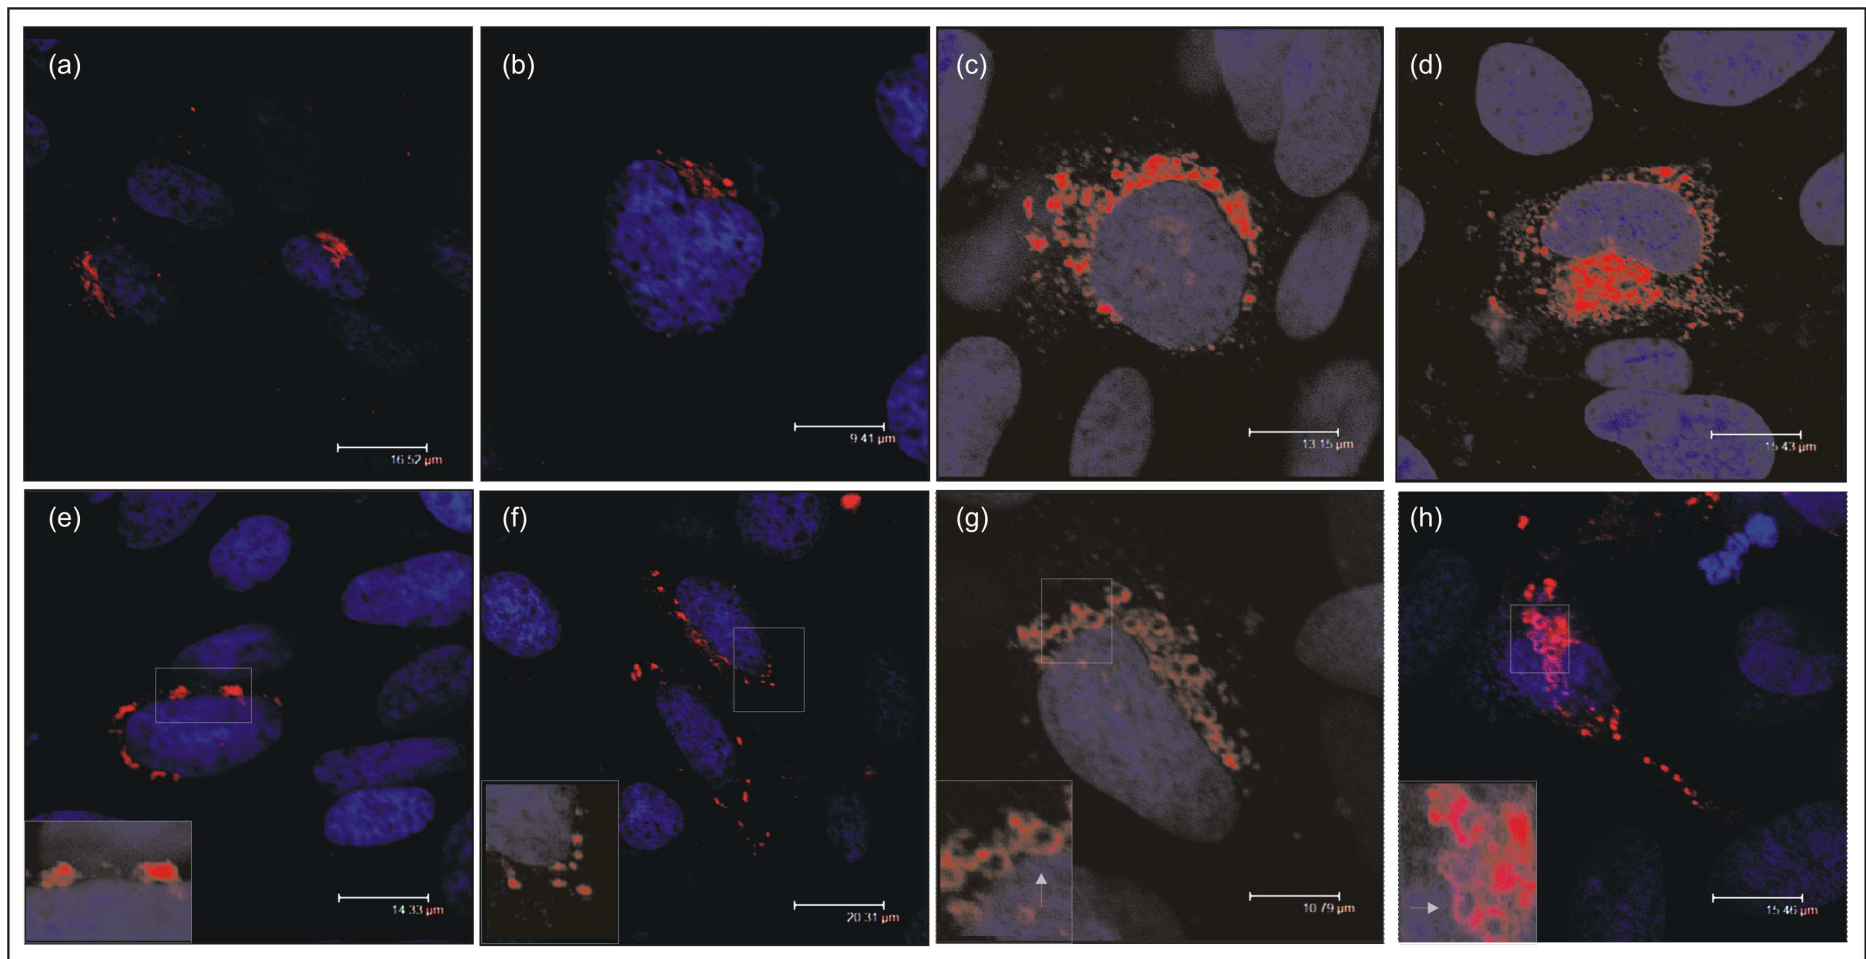 (a)
(b)
(c)
(d)
16.52 µm
9.41 µm
13.15 µm
15.43 µm
(e)
(f)
(g)
(h)
14.33 µm
20.31 µm
10.79 µm
15.46 µm